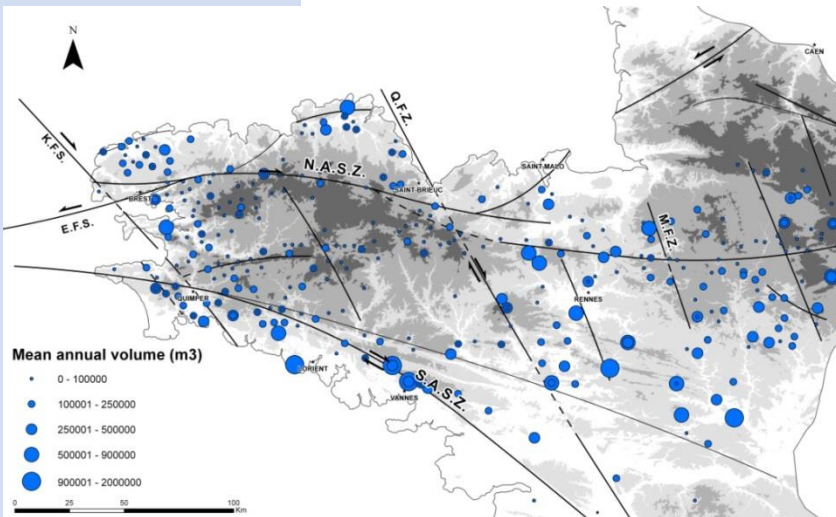 N
CAEN
K.F.S.
Q.F.Z.
N.A.S.Z.
SAINT-MALO
SAINT-BRIEUC
BREST
E.F.S.
M.F.Z.
QUIMPER
RENNES
Mean annual volume (m3)
0 - 100000
100001 - 250000
250001 - 500000
500001 - 900000
900001 - 2000000
LORIENT
S.A.S.Z.
VANNES
0 25 50 100
Km